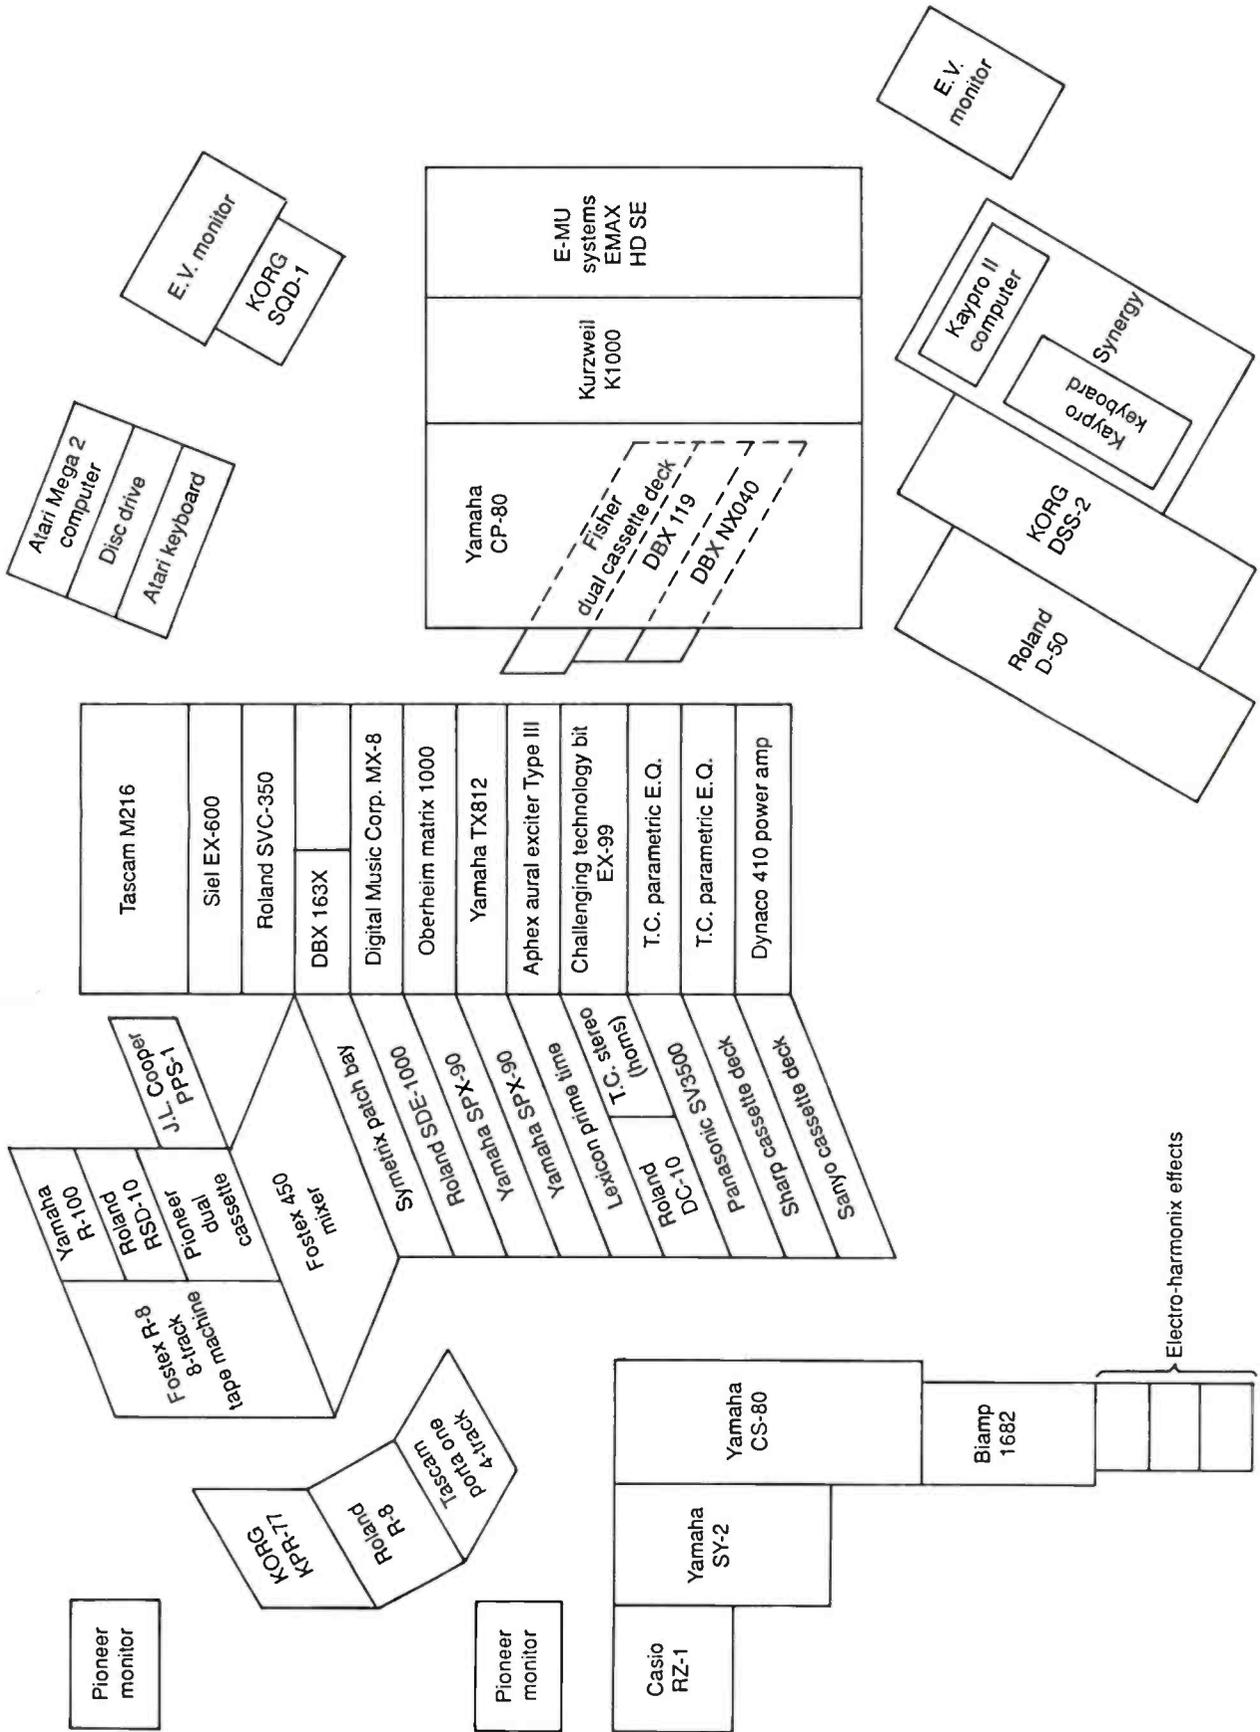 Pioneer
monitor
KORG
KPR-77
Roland
R-8
Tascam
porta one
4-track
Pioneer
monitor
Casio
RZ-1
Yamaha
SY-2
Yamaha
CS-80
Biamp
1682
Electro-harmonix effects
Fostex R-8
8-track
tape machine
Yamaha
R-100
Roland
RSD-10
Pioneer
dual
cassette
Fostex 450
mixer
J.L. Cooper
PPS-1
Symetrix patch bay
Roland SDE-1000
Yamaha SPX-90
Yamaha SPX-90
Lexicon prime time
Roland
DC-10
T.C. stereo
(horns)
Panasonic SV3500
Sharp cassette deck
Sanyo cassette deck
Tascam M216
Siel EX-600
Roland SVC-350
DBX 163X
Digital Music Corp. MX-8
Oberheim matrix 1000
Yamaha TX812
Aphex aural exciter Type III
Challenging technology bit
EX-99
T.C. parametric E.Q.
T.C. parametric E.Q.
Dynaco 410 power amp
Atari Mega 2
computer
Disc drive
Atari keyboard
E.V. monitor
KORG
SQD-1
Yamaha
CP-80
Fisher
dual cassette deck
DBX 119
DBX NX040
Kurzweil
K1000
E-MU
systems
EMAX
HD SE
Roland
D-50
KORG
DSS-2
Synergy
Kaypro
keyboard
Kaypro II
computer
E.V.
monitor